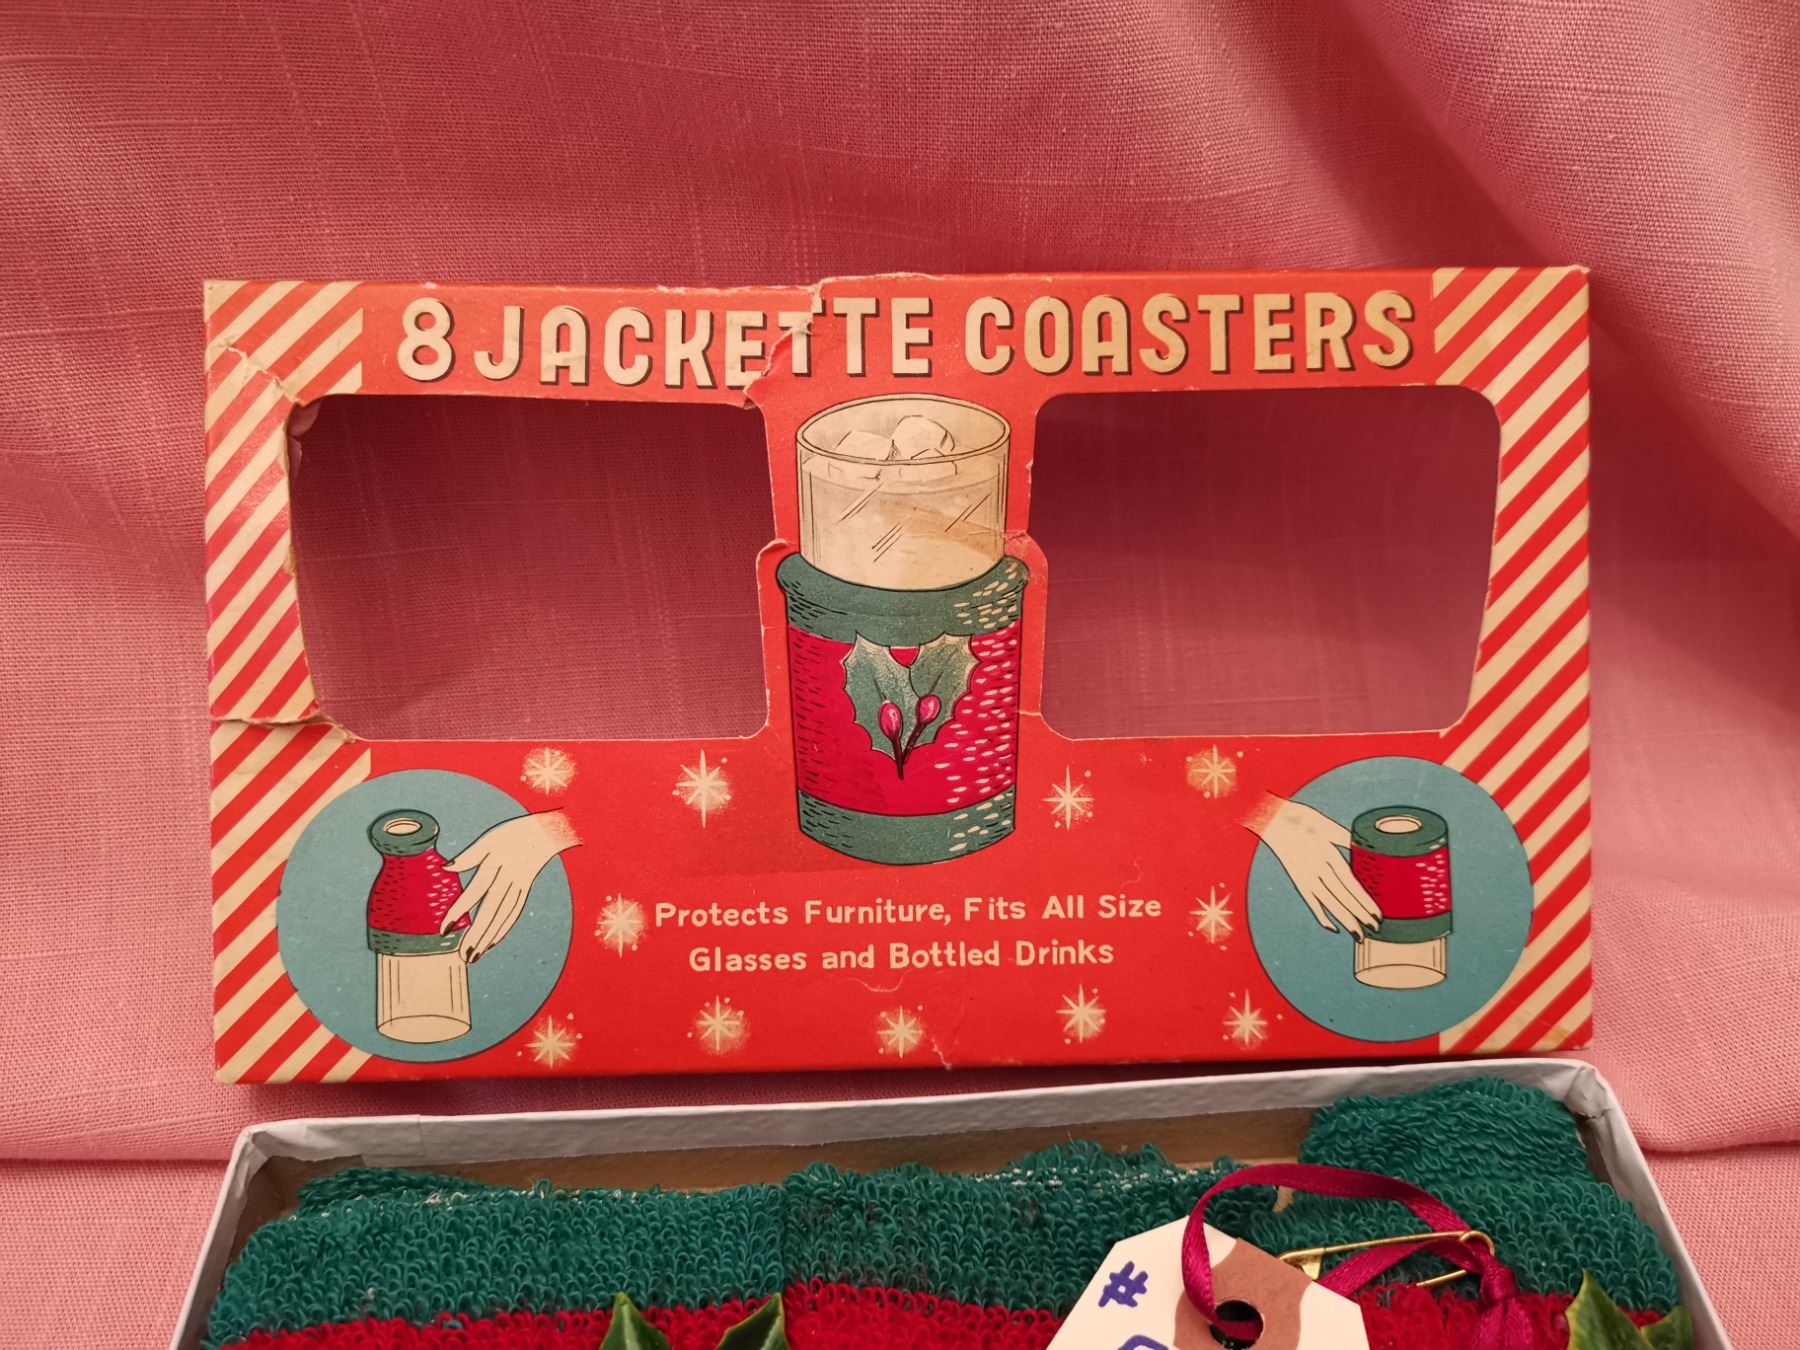 8 JACKETTE COASTERS
Protects Furniture, Fits All Size
Glasses and Bottled Drinks
#